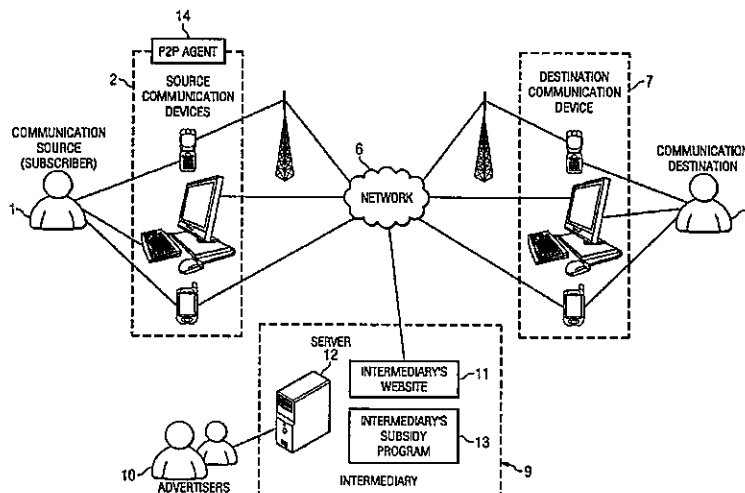 14
P2P AGENT
2
SOURCE
COMMUNICATION
DEVICES
DESTINATION
COMMUNICATION
DEVICE
7
COMMUNICATION
SOURCE
(SUBSCRIBER)
COMMUNICATION
DESTINATION
6
NETWORK
1
SERVER
12
INTERMEDIARY'S
WEBSITE
11
INTERMEDIARY'S
SUBSIDY
PROGRAM
13
10
ADVERTISERS
INTERMEDIARY
9